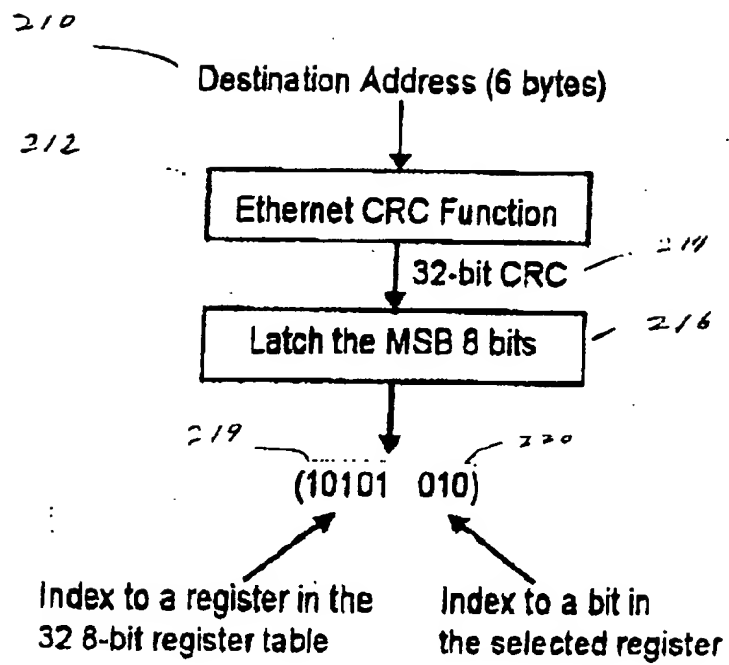 210
Destination Address (6 bytes)
212
Ethernet CRC Function
32-bit CRC
214
Latch the MSB 8 bits
216
219
220
(10101 010)
Index to a register in the
32 8-bit register table
Index to a bit in
the selected register